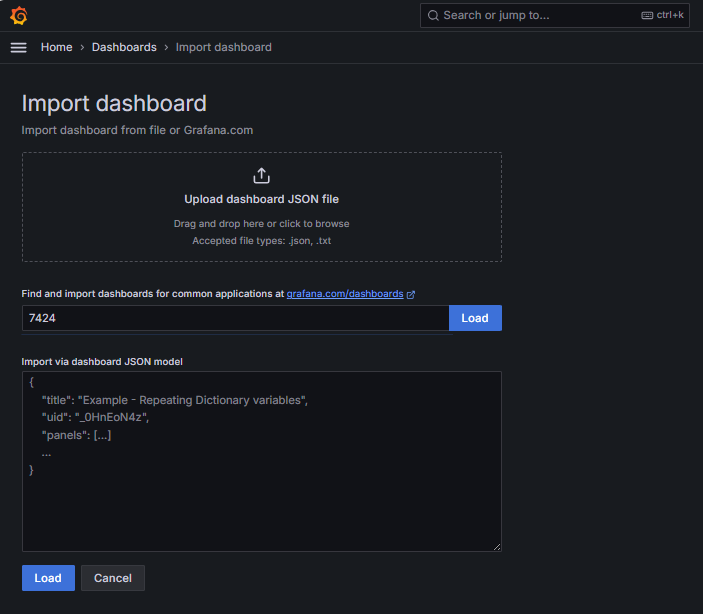 Search or jump to...
ctrl+k
Home › Dashboards › Import dashboard
Import dashboard
Import dashboard from file or Grafana.com
Upload dashboard JSON file
Drag and drop here or click to browse
Accepted file types: .json, .txt
Find and import dashboards for common applications at grafana.com/dashboards
7424
Load
Import via dashboard JSON model
{
"title": "Example - Repeating Dictionary variables",
"uid": "_0HnEoN4z",
"panels": [...]
...
}
Load
Cancel